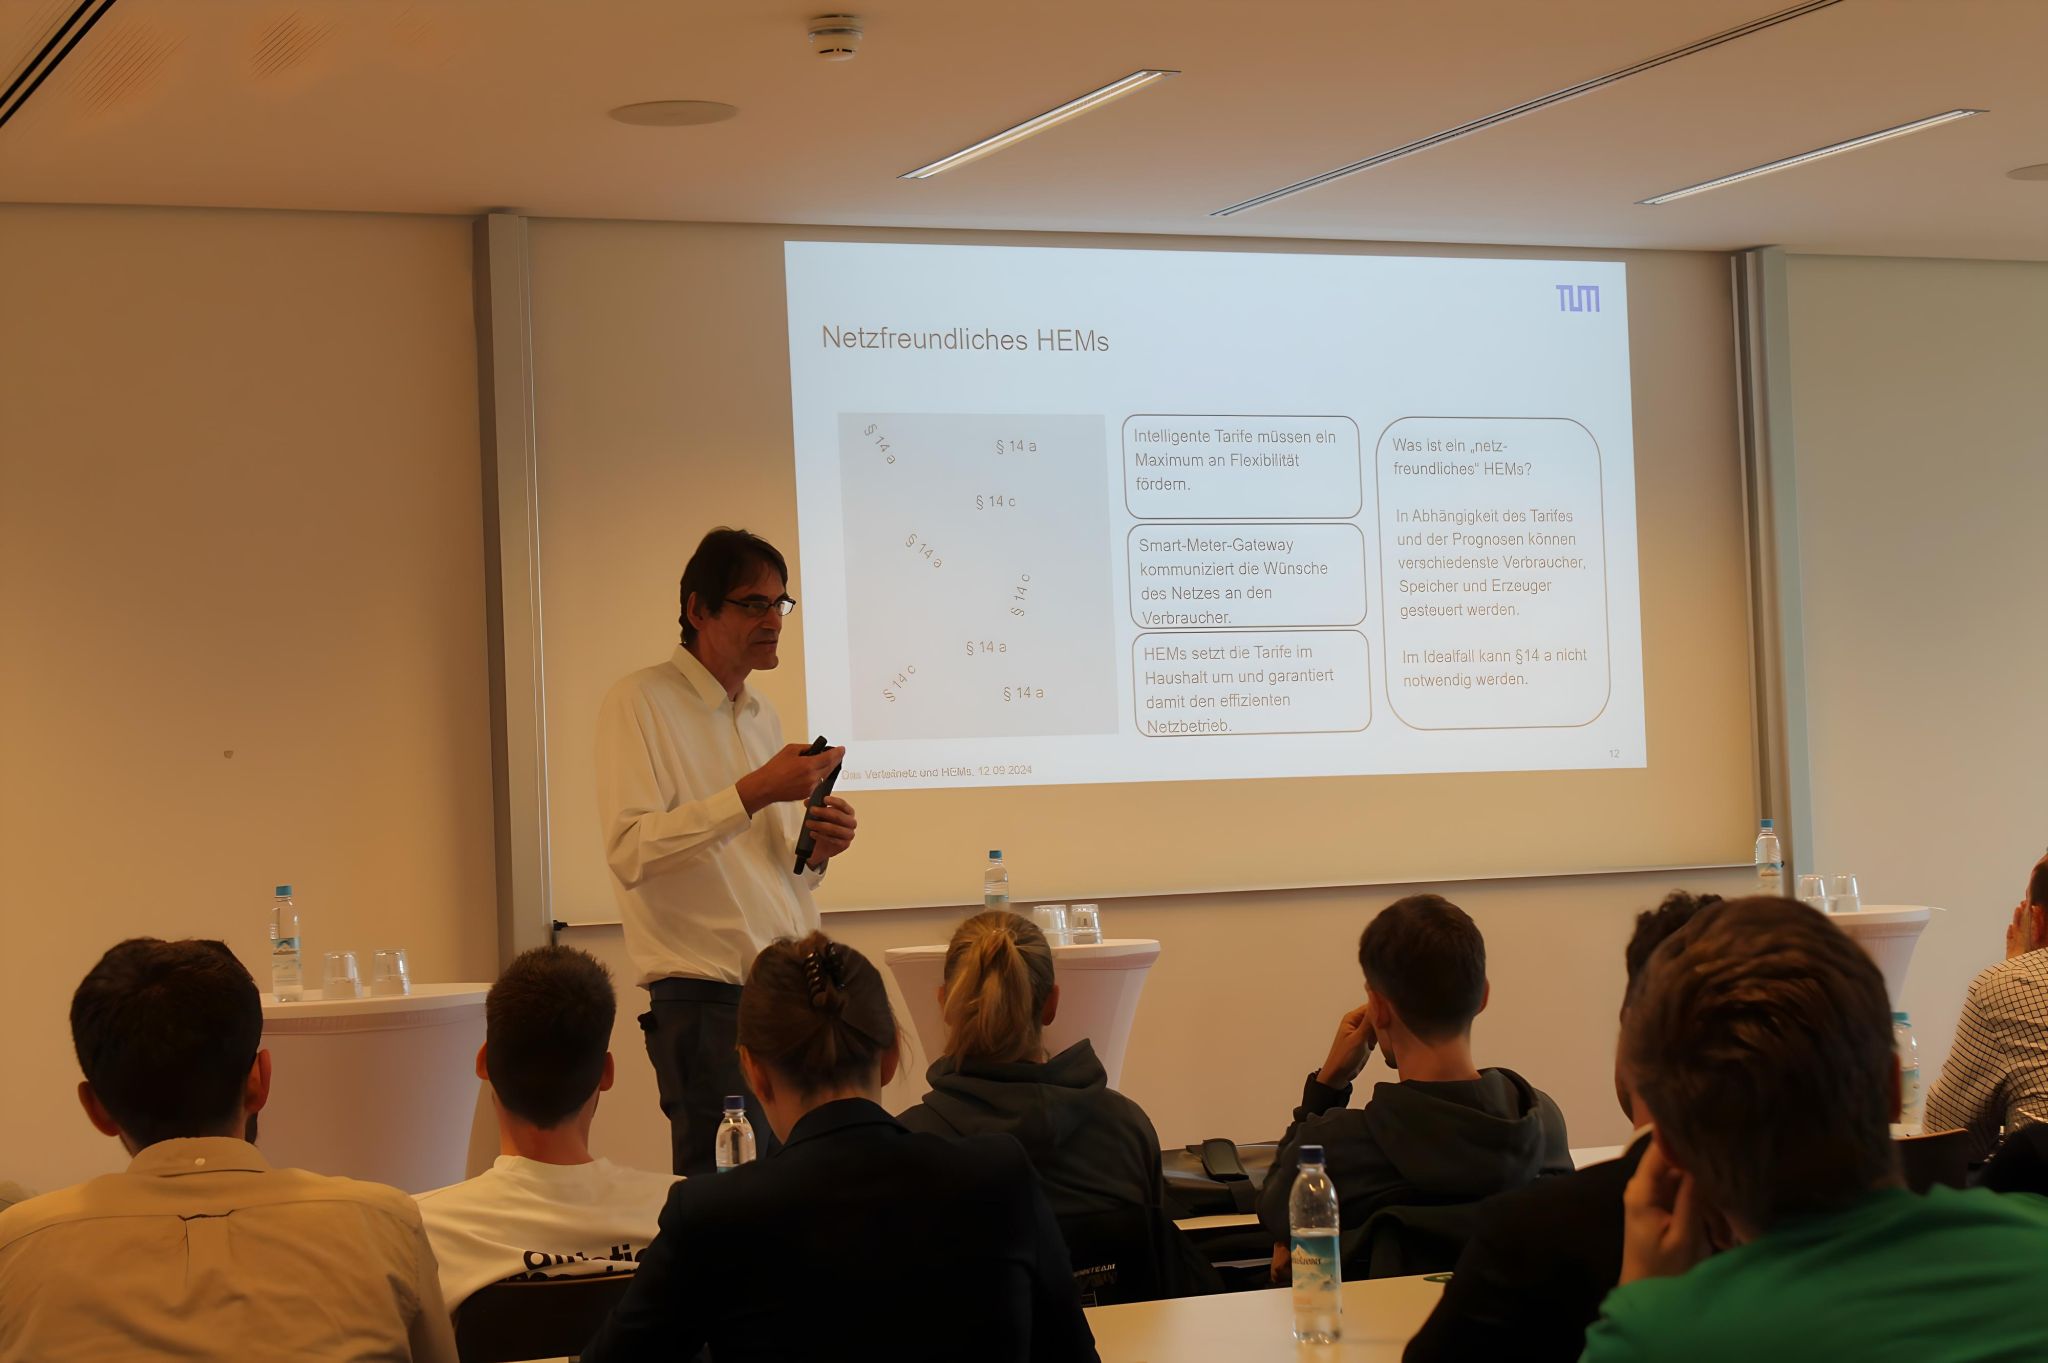 TUM
Netzfreundliches HEMs
§ 14 a
§ 14 a
§ 14 c
§ 14 a
§ 14 c
§ 14 a
§ 14 c
§ 14 a
Intelligente Tarife müssen ein
Maximum an Flexibilität
fördern.
Smart-Meter-Gateway
kommuniziert die Wünsche
des Netzes an den
Verbraucher.
HEMs setzt die Tarife im
Haushalt um und garantiert
damit den effizienten
Netzbetrieb.
Was ist ein „netz-
freundliches" HEMs?
In Abhängigkeit des Tarifes
und der Prognosen können
verschiedenste Verbraucher,
Speicher und Erzeuger
gesteuert werden.
Im Idealfall kann §14 a nicht
notwendig werden.
Das und HEMs, 12.09.2024
12